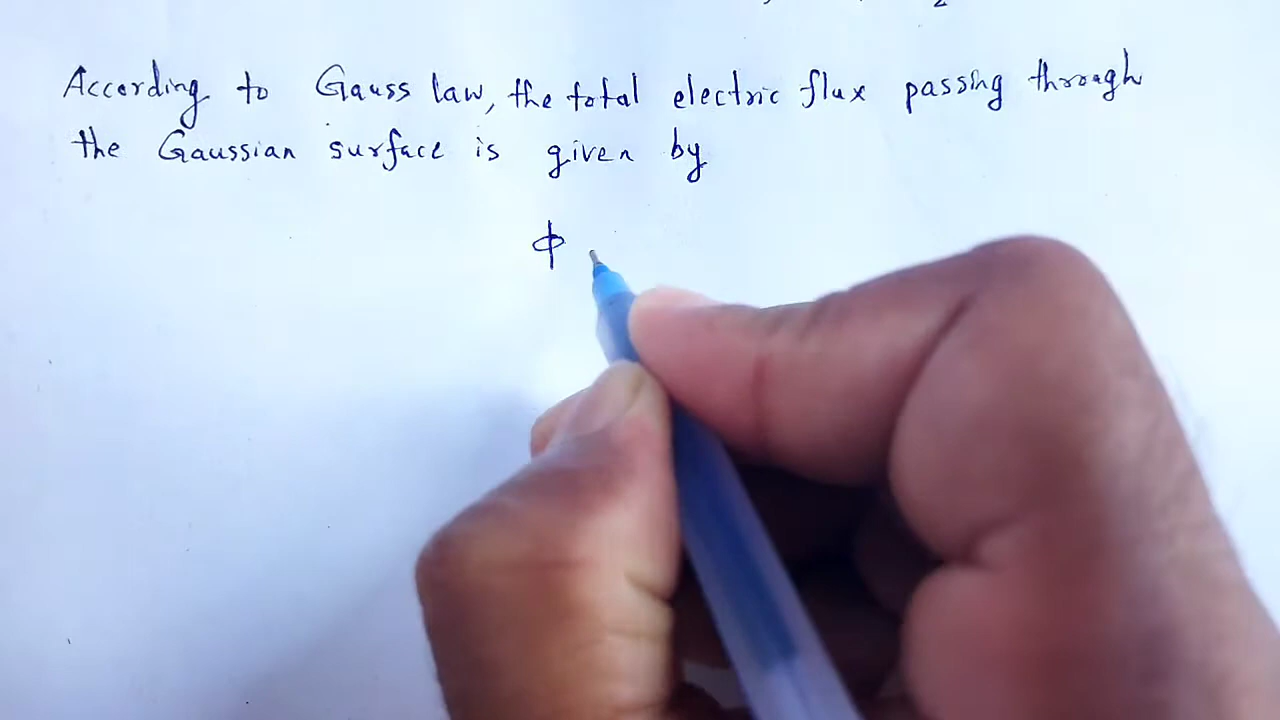 According to Gauss law, the total electric flux passing through
the Gaussian surface is given by
ϕ